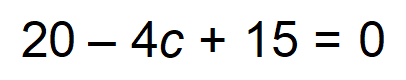 20 – 4c + 15 = 0